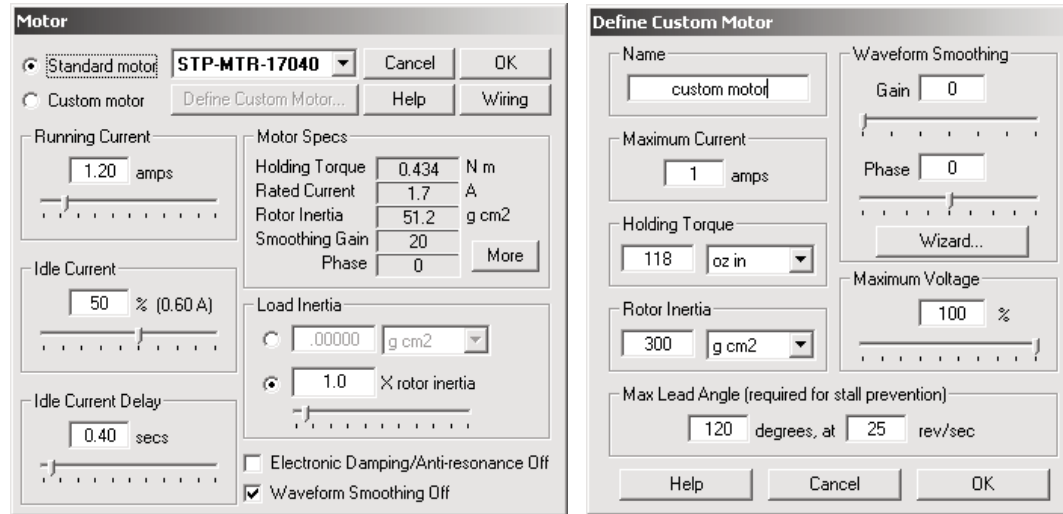 Motor
Standard motor STP-MTR-17040 Cancel OK
Custom motor Define Custom Motor... Help Wiring
Running Current
1.20 amps
Idle Current
50 % (0.60 A)
Idle Current Delay
0.40 secs
Motor Specs
Holding Torque 0.434 N m
Rated Current 1.7 A
Rotor Inertia 51.2 g cm2
Smoothing Gain 20
Phase 0
More
Load Inertia
.00000 g cm2
1.0 X rotor inertia
Electronic Damping/Anti-resonance Off
Waveform Smoothing Off
Define Custom Motor
Name
custom motor
Maximum Current
1 amps
Holding Torque
118 oz in
Rotor Inertia
300 g cm2
Waveform Smoothing
Gain 0
Phase 0
Wizard...
Maximum Voltage
100 %
Max Lead Angle (required for stall prevention)
120 degrees, at 25 rev/sec
Help Cancel OK